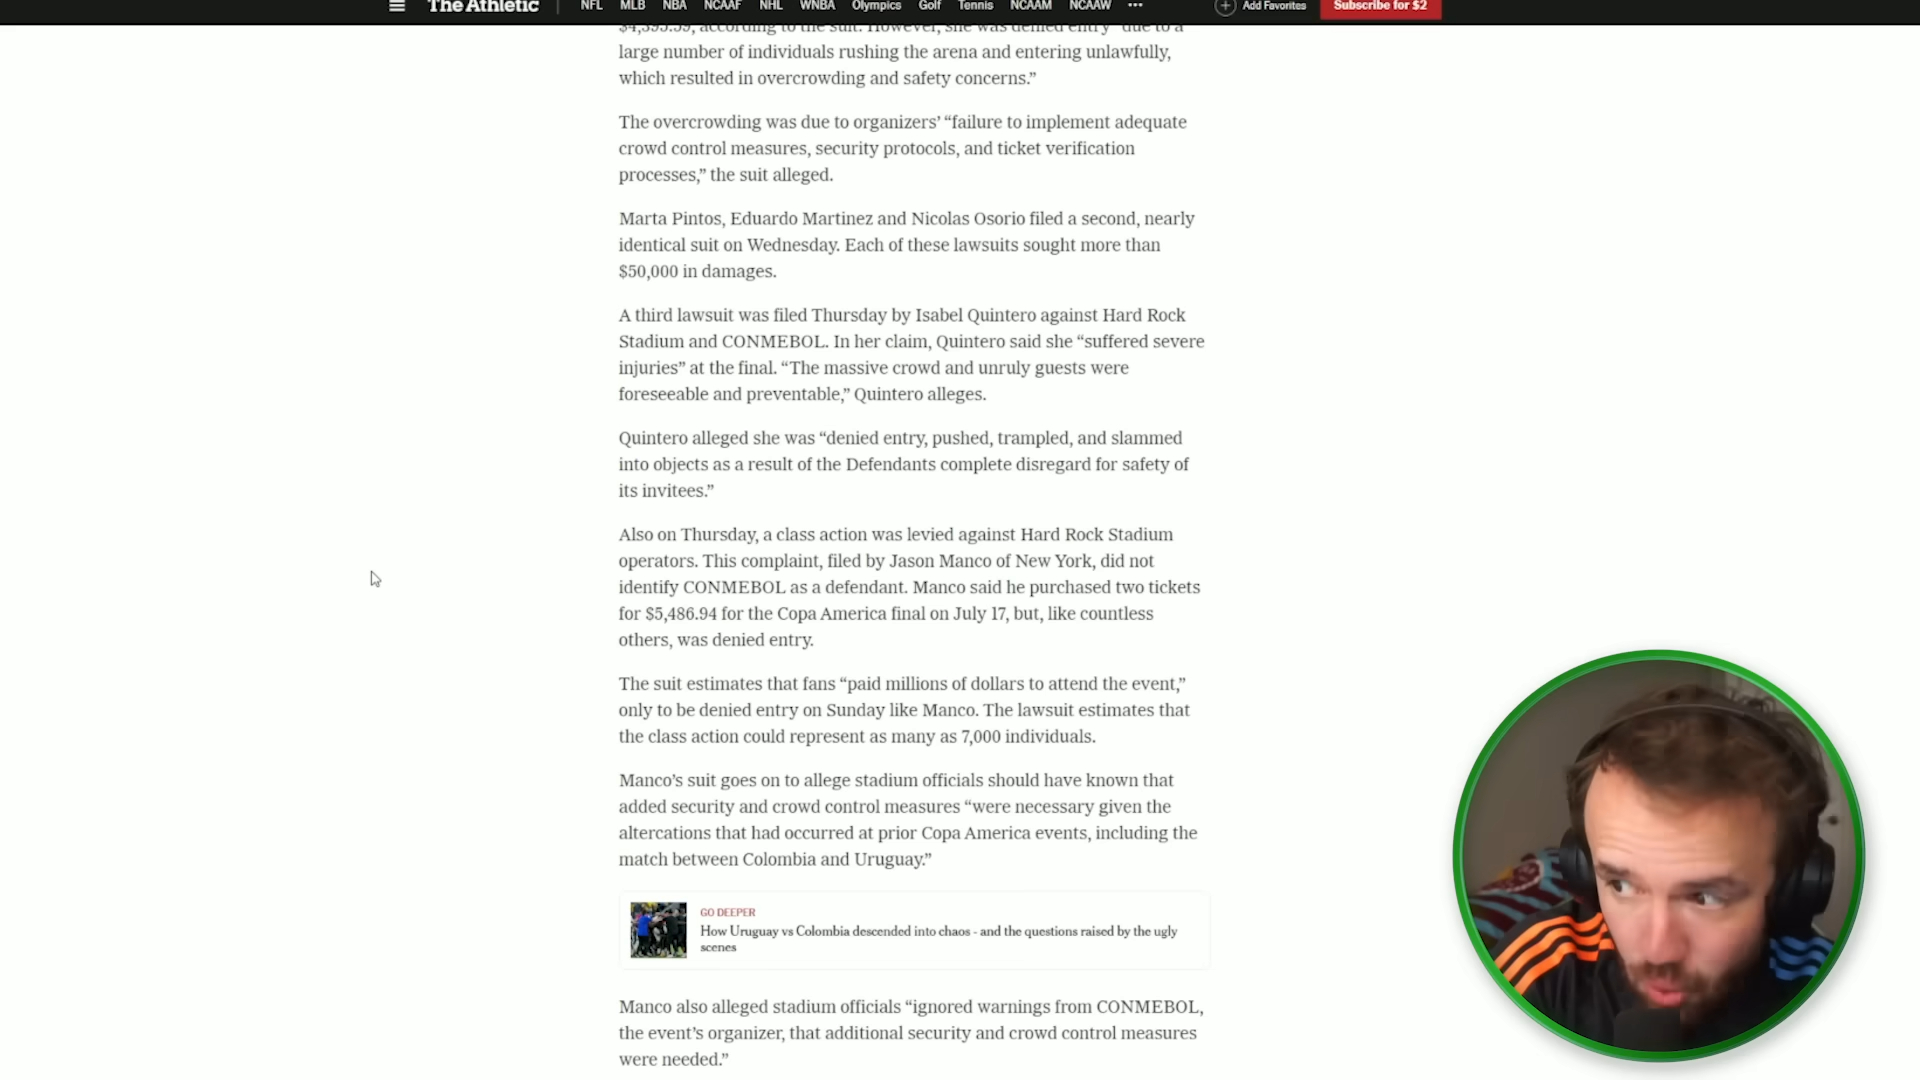 The Athletic NFL MLB NBA NCAAF NHL WNBA Olympics Golf Tennis NCAAM NCAAW Add Favorites Subscribe for $2
according to the suit. However, she was denied entry “due to a
large number of individuals rushing the arena and entering unlawfully,
which resulted in overcrowding and safety concerns.”
The overcrowding was due to organizers’ “failure to implement adequate
crowd control measures, security protocols, and ticket verification
processes,” the suit alleged.
Marta Pintos, Eduardo Martinez and Nicolas Osorio filed a second, nearly
identical suit on Wednesday. Each of these lawsuits sought more than
$50,000 in damages.
A third lawsuit was filed Thursday by Isabel Quintero against Hard Rock
Stadium and CONMEBOL. In her claim, Quintero said she “suffered severe
injuries” at the final. “The massive crowd and unruly guests were
foreseeable and preventable,” Quintero alleges.
Quintero alleged she was “denied entry, pushed, trampled, and slammed
into objects as a result of the Defendants complete disregard for safety of
its invitees.”
Also on Thursday, a class action was levied against Hard Rock Stadium
operators. This complaint, filed by Jason Manco of New York, did not
identify CONMEBOL as a defendant. Manco said he purchased two tickets
for $5,486.94 for the Copa America final on July 17, but, like countless
others, was denied entry.
The suit estimates that fans “paid millions of dollars to attend the event,”
only to be denied entry on Sunday like Manco. The lawsuit estimates that
the class action could represent as many as 7,000 individuals.
Manco’s suit goes on to allege stadium officials should have known that
added security and crowd control measures “were necessary given the
altercations that had occurred at prior Copa America events, including the
match between Colombia and Uruguay.”
GO DEEPER
How Uruguay vs Colombia descended into chaos - and the questions raised by the ugly
scenes
Manco also alleged stadium officials “ignored warnings from CONMEBOL,
the event’s organizer, that additional security and crowd control measures
were needed.”